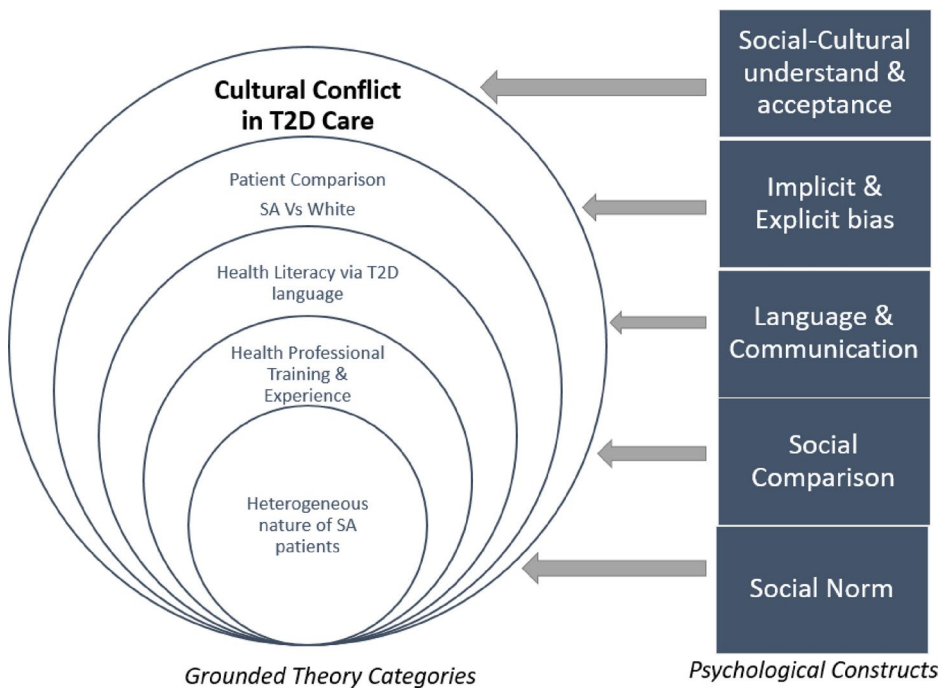 Cultural Conflict
in T2D Care
Patient Comparison
SA Vs White
Health Literacy via T2D
language
Health Professional
Training &
Experience
Heterogeneous
nature of SA
patients
Grounded Theory Categories
Social-Cultural
understand &
acceptance
Implicit &
Explicit bias
Language &
Communication
Social
Comparison
Social Norm
Psychological Constructs